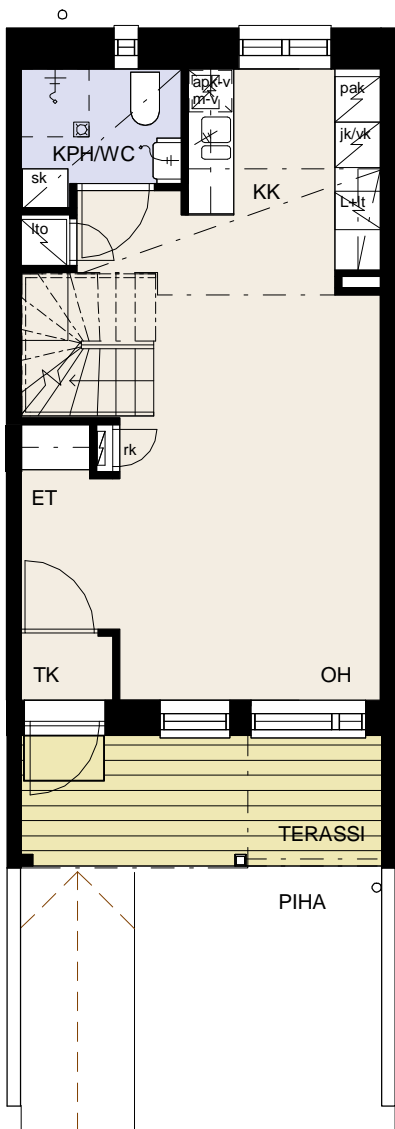 apk-v
m-v
pak
KPH/WC
jk/vk
sk
KK
L+lt
lto
rk
ET
TK
OH
TERASSI
PIHA